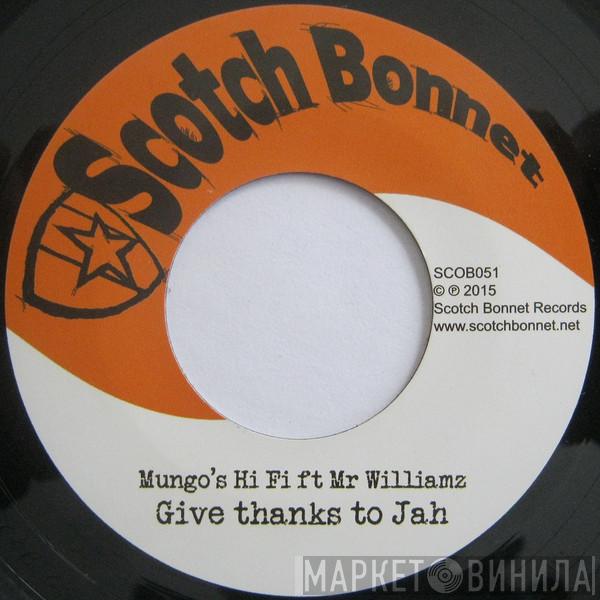 Scotch Bonnet
SCOB051
© ℗ 2015
Scotch Bonnet Records
www.scotchbonnet.net
Mungo's Hi Fi ft Mr Williamz
Give thanks to Jah
МАРКЕТ ВИНИЛА